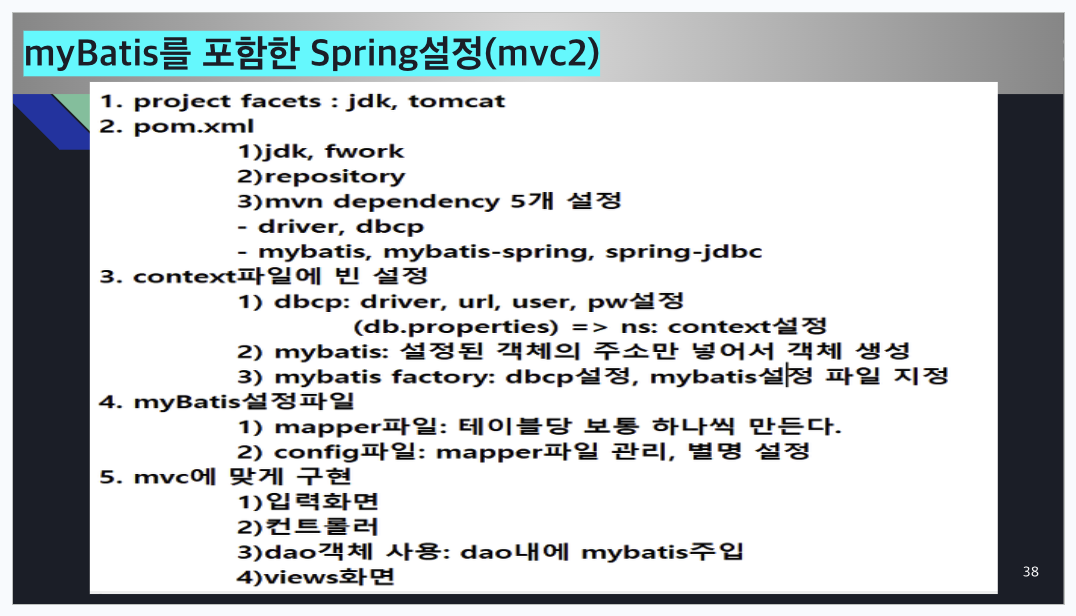 myBatis를 포함한 Spring설정(mvc2)
1. project facets : jdk, tomcat
2. pom.xml
1)jdk, fwork
2)repository
3)mvn dependency 5개 설정
- driver, dbcp
- mybatis, mybatis-spring, spring-jdbc
3. context파일에 빈 설정
1) dbcp: driver, url, user, pw설정
(db.properties) => ns: context설정
2) mybatis: 설정된 객체의 주소만 넣어서 객체 생성
3) mybatis factory: dbcp설정, mybatis설정 파일 지정
4. myBatis설정파일
1) mapper파일: 테이블당 보통 하나씩 만든다.
2) config파일: mapper파일 관리, 별명 설정
5. mvc에 맞게 구현
1)입력화면
2)컨트롤러
3)dao객체 사용: dao내에 mybatis주입
4)views화면
38